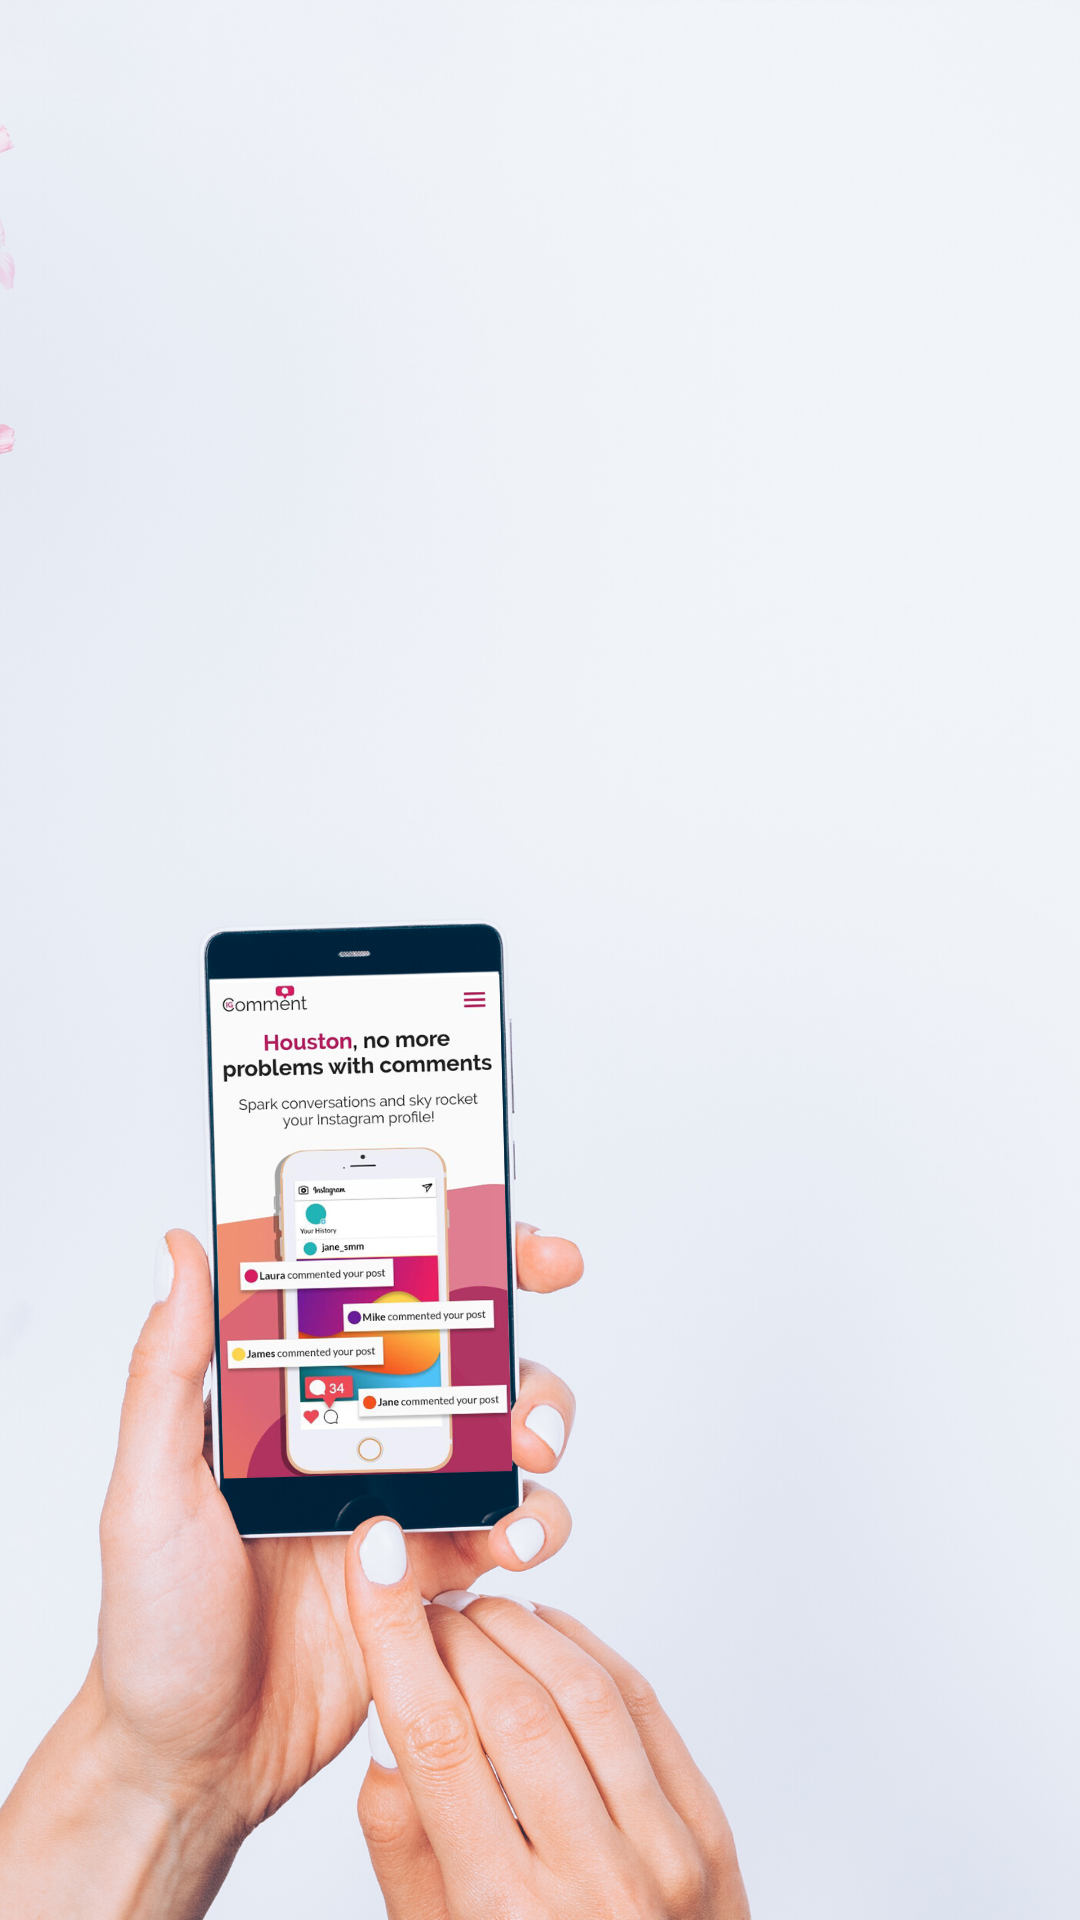 IG
Comment
Houston, no more
problems with comments
Spark conversations and sky rocket
your Instagram profile!
Instagram
Your History
jane_smm
Laura commented your post
Mike commented your post
James commented your post
34
Jane commented your post